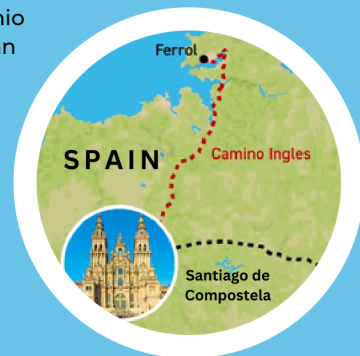 Ferrol
SPAIN
Camino Ingles
Santiago de
Compostela